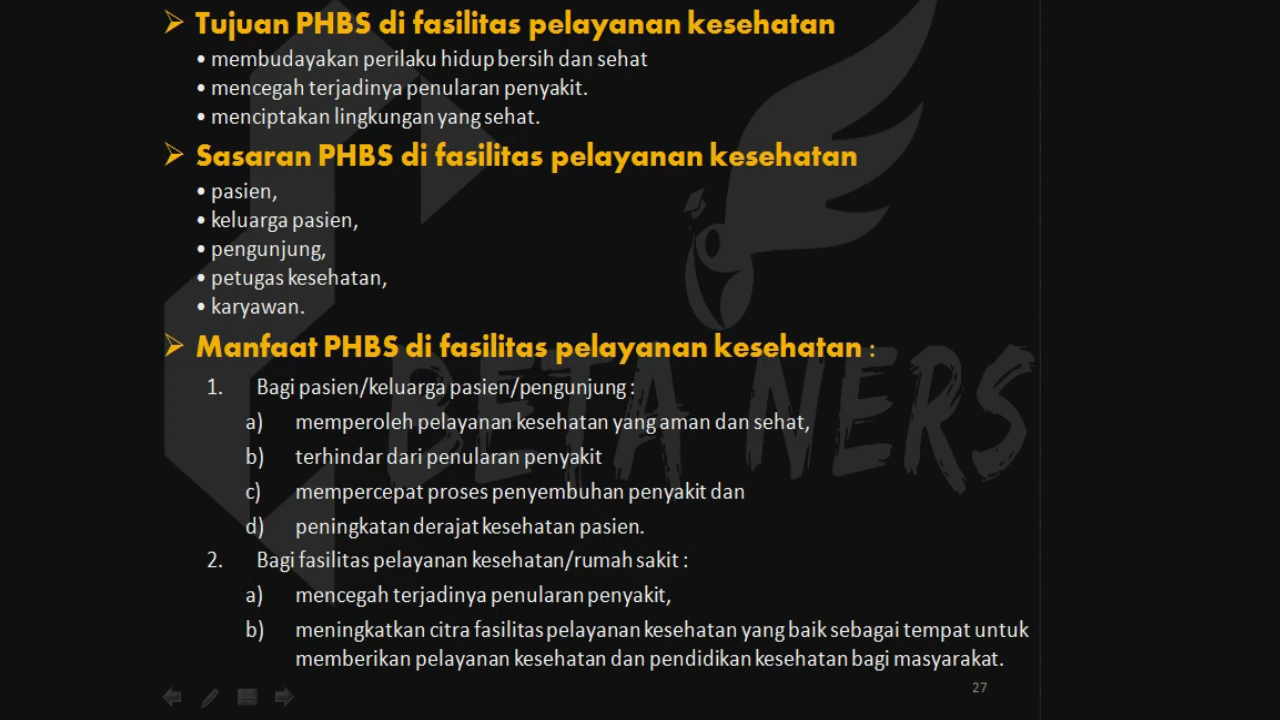 ➢ Tujuan PHBS di fasilitas pelayanan kesehatan
• membudayakan perilaku hidup bersih dan sehat
• mencegah terjadinya penularan penyakit.
• menciptakan lingkungan yang sehat.
➢ Sasaran PHBS di fasilitas pelayanan kesehatan
• pasien,
• keluarga pasien,
• pengunjung,
• petugas kesehatan,
• karyawan.
➢ Manfaat PHBS di fasilitas pelayanan kesehatan :
1. Bagi pasien/keluarga pasien/pengunjung :
a) memperoleh pelayanan kesehatan yang aman dan sehat,
b) terhindar dari penularan penyakit
c) mempercepat proses penyembuhan penyakit dan
d) peningkatan derajat kesehatan pasien.
2. Bagi fasilitas pelayanan kesehatan/rumah sakit :
a) mencegah terjadinya penularan penyakit,
b) meningkatkan citra fasilitas pelayanan kesehatan yang baik sebagai tempat untuk
memberikan pelayanan kesehatan dan pendidikan kesehatan bagi masyarakat.
27
BETA NERS